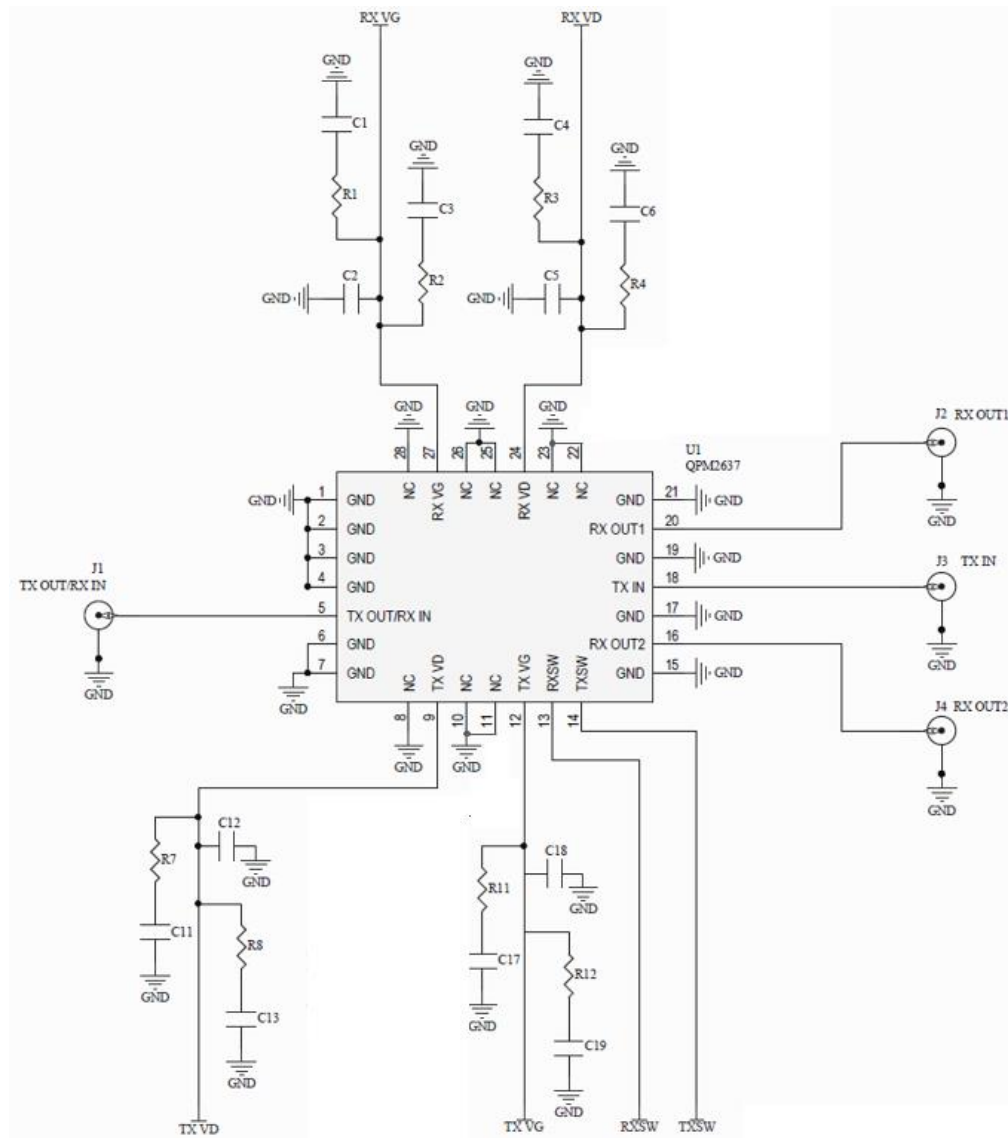 RX VG
RX VD
GND
GND
C1
C4
GND
GND
R1
C3
R3
C6
C2
R2
C5
R4
GND
GND
GND
GND
GND
J2 RX OUT1
28
27
26
25
24
23
22
U1
QPM2637
NC
RX VG
NC
NC
RX VD
NC
NC
GND
1
GND
GND
21
GND
2
GND
RX OUT1
20
GND
3
GND
GND
19
GND
J3 TX IN
J1
TX OUT/RX IN
4
GND
TX IN
18
5
TX OUT/RX IN
GND
17
GND
6
GND
RX OUT2
16
GND
7
GND
GND
15
GND
GND
GND
NC
TX VD
NC
NC
TX VG
RXSW
TXSW
J4 RX OUT2
8
9
10
11
12
13
14
GND
GND
GND
C12
R7
GND
C18
R11
GND
C11
R8
C17
R12
GND
C13
GND
C19
GND
GND
TX VD
TX VG
RXSW
TXSW